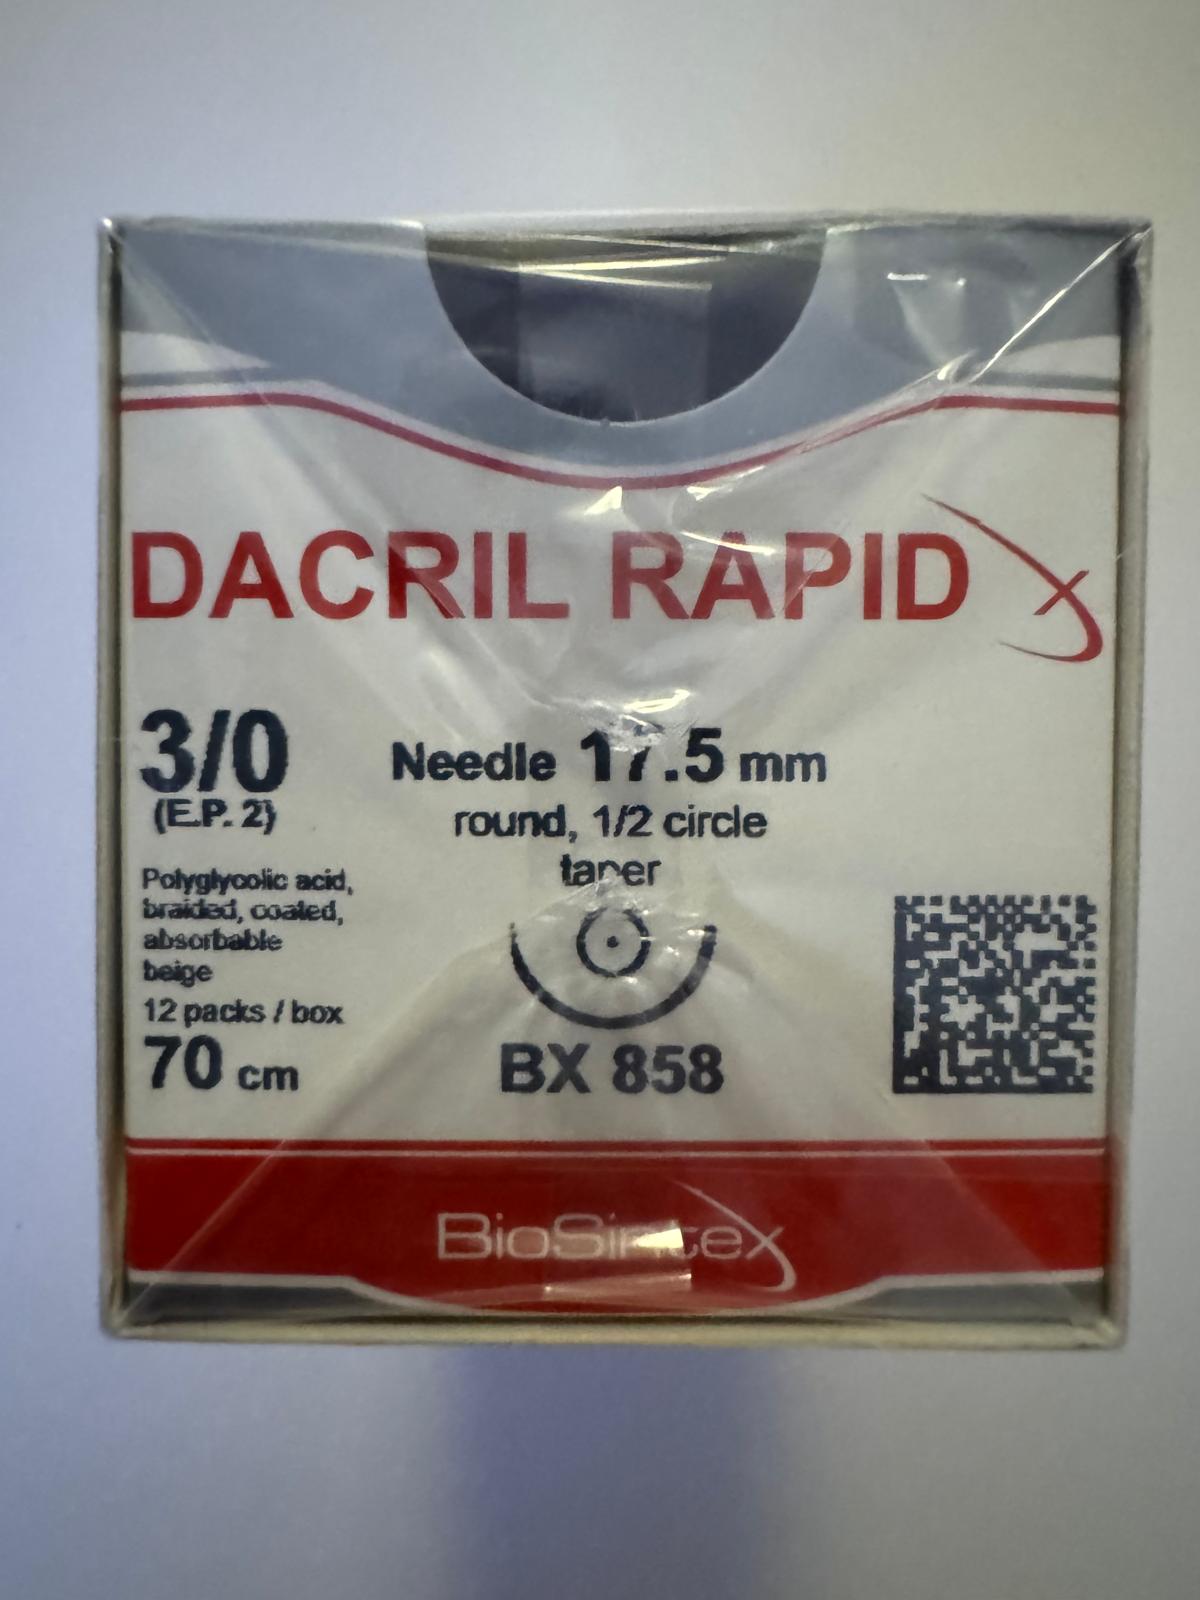 DACRIL RAPID
3/0
(E.P. 2)
Needle 17.5 mm
round, 1/2 circle
taper
Polyglycolic acid,
braided, coated,
absorbable
beige
12 packs / box
70 cm
BX 858
BioSintex